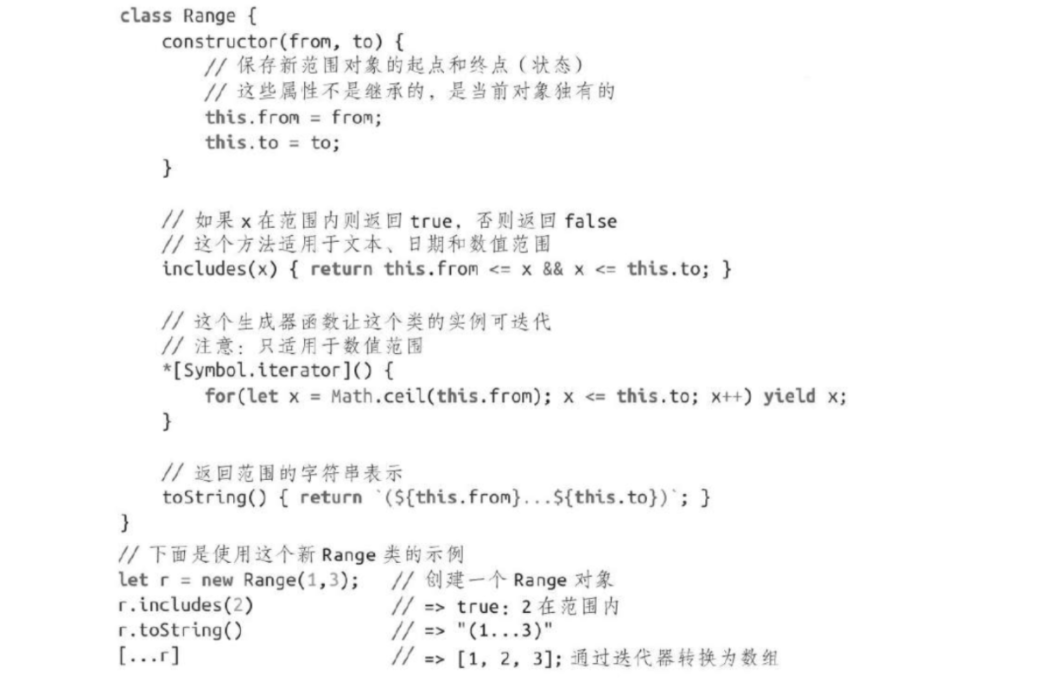 class Range {
    constructor(from, to) {
        // 保存新范围对象的起点和终点（状态）
        // 这些属性不是继承的，是当前对象独有的
        this.from = from;
        this.to = to;
    }

    // 如果 x 在范围内则返回 true，否则返回 false
    // 这个方法适用于文本、日期和数值范围
    includes(x) { return this.from <= x && x <= this.to; }

    // 这个生成器函数让这个类的实例可迭代
    // 注意：只适用于数值范围
    *[Symbol.iterator]() {
        for(let x = Math.ceil(this.from); x <= this.to; x++) yield x;
    }

    // 返回范围的字符串表示
    toString() { return `(${this.from}...${this.to})`; }
}
// 下面是使用这个新 Range 类的示例
let r = new Range(1,3);   // 创建一个 Range 对象
r.includes(2)             // => true: 2 在范围内
r.toString()              // => "(1...3)"
[...r]                    // => [1, 2, 3]; 通过迭代器转换为数组